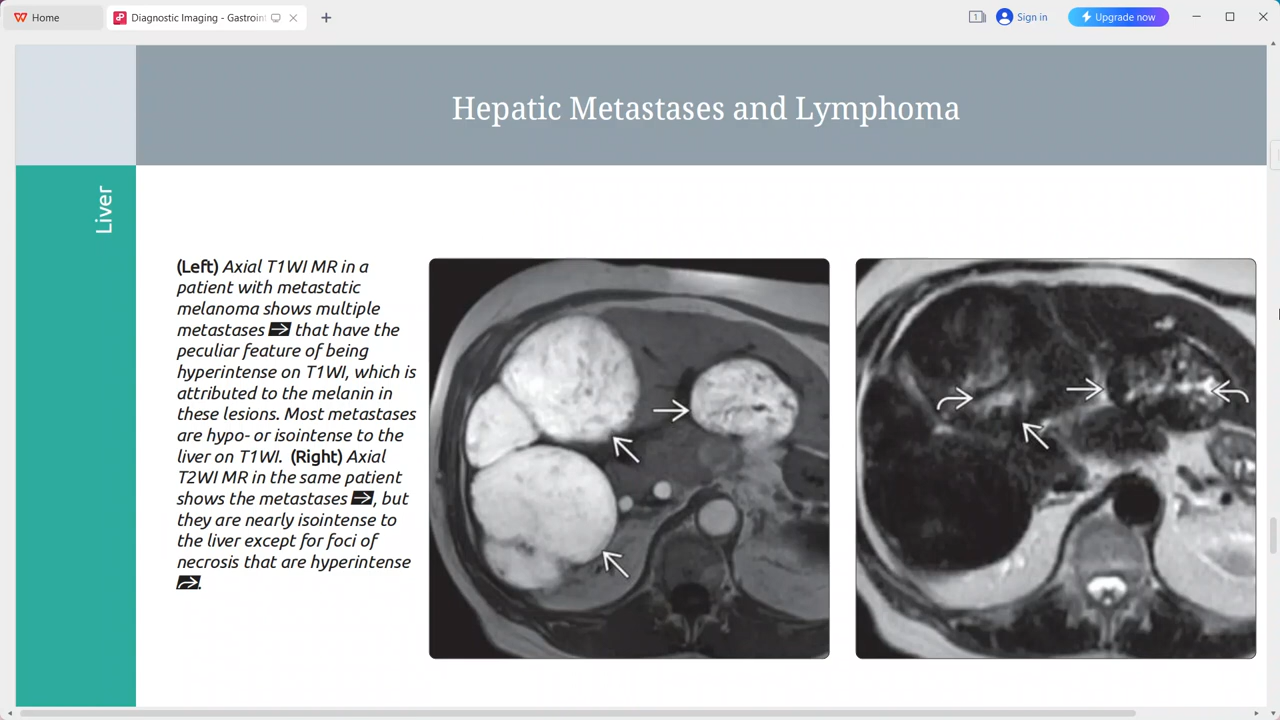 Home
Diagnostic Imaging - Gastroint
1
Sign in
Upgrade now
Hepatic Metastases and Lymphoma
Liver
(Left) Axial T1WI MR in a
patient with metastatic
melanoma shows multiple
metastases that have the
peculiar feature of being
hyperintense on T1WI, which is
attributed to the melanin in
these lesions. Most metastases
are hypo- or isointense to the
liver on T1WI. (Right) Axial
T2WI MR in the same patient
shows the metastases , but
they are nearly isointense to
the liver except for foci of
necrosis that are hyperintense
.